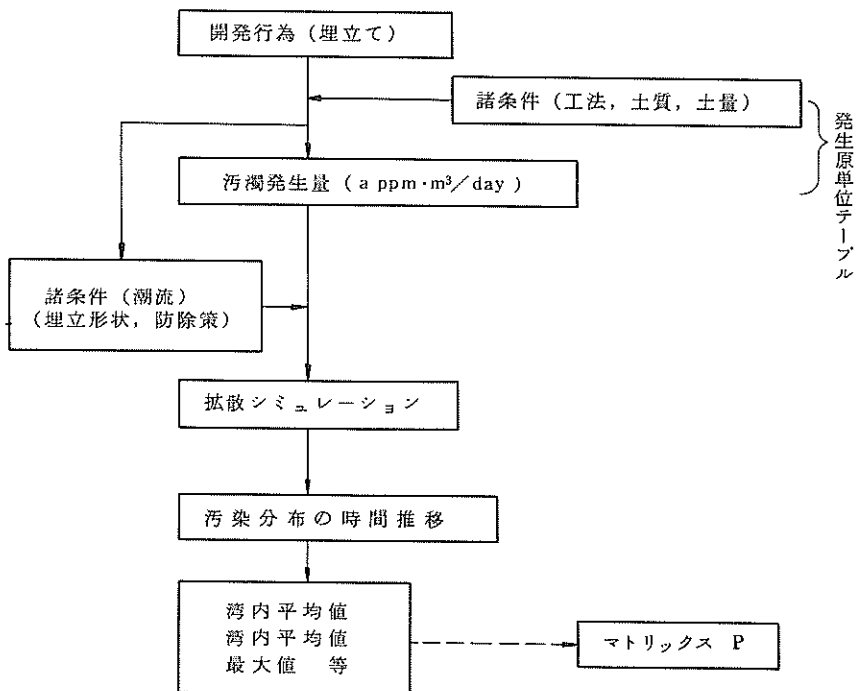 開発行為（埋立て）
諸条件（工法，土質，土量）
発生原単位テーブル
汚濁発生量（a ppm・m³／day）
諸条件（潮流）
（埋立形状，防除策）
拡散シミュレーション
汚染分布の時間推移
湾内平均値
湾内平均値
最大値　等
マトリックス　P